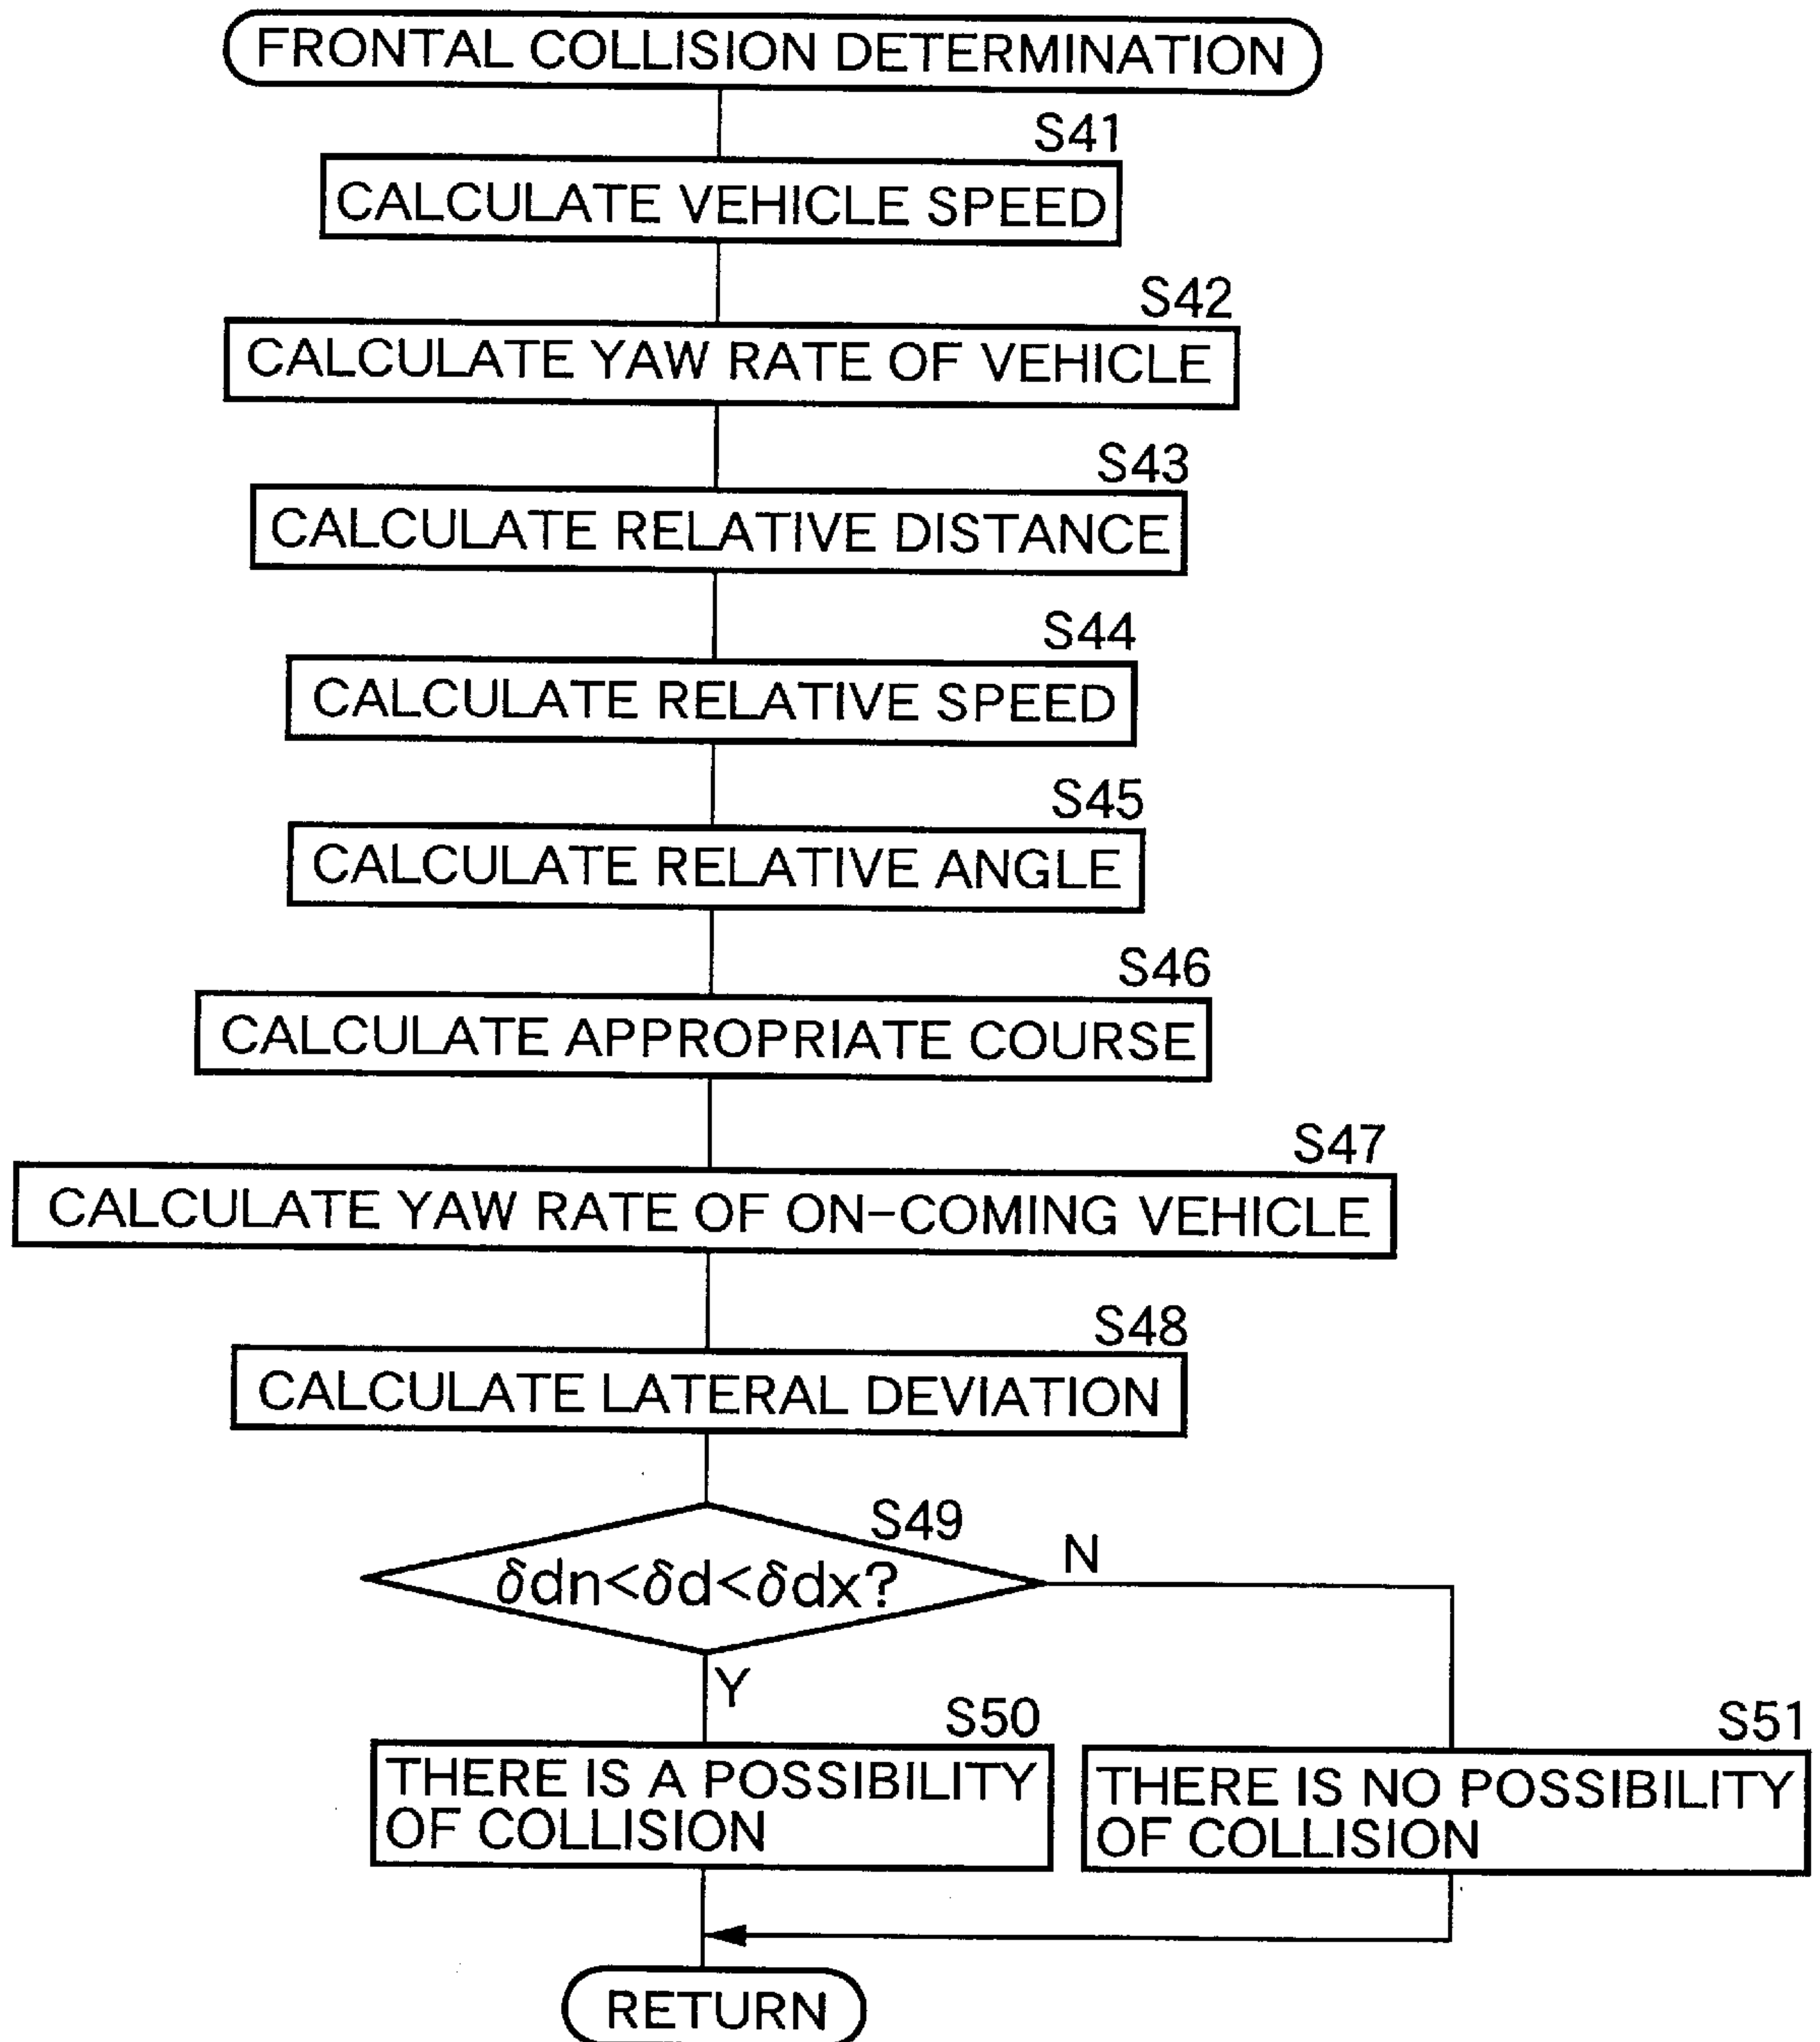 FRONTAL COLLISION DETERMINATION
S41
CALCULATE VEHICLE SPEED
S42
CALCULATE YAW RATE OF VEHICLE
S43
CALCULATE RELATIVE DISTANCE
S44
CALCULATE RELATIVE SPEED
S45
CALCULATE RELATIVE ANGLE
S46
CALCULATE APPROPRIATE COURSE
S47
CALCULATE YAW RATE OF ON-COMING VEHICLE
S48
CALCULATE LATERAL DEVIATION
S49
δdn<δd<δdx?
N
Y
S50
THERE IS A POSSIBILITY
OF COLLISION
S51
THERE IS NO POSSIBILITY
OF COLLISION
RETURN